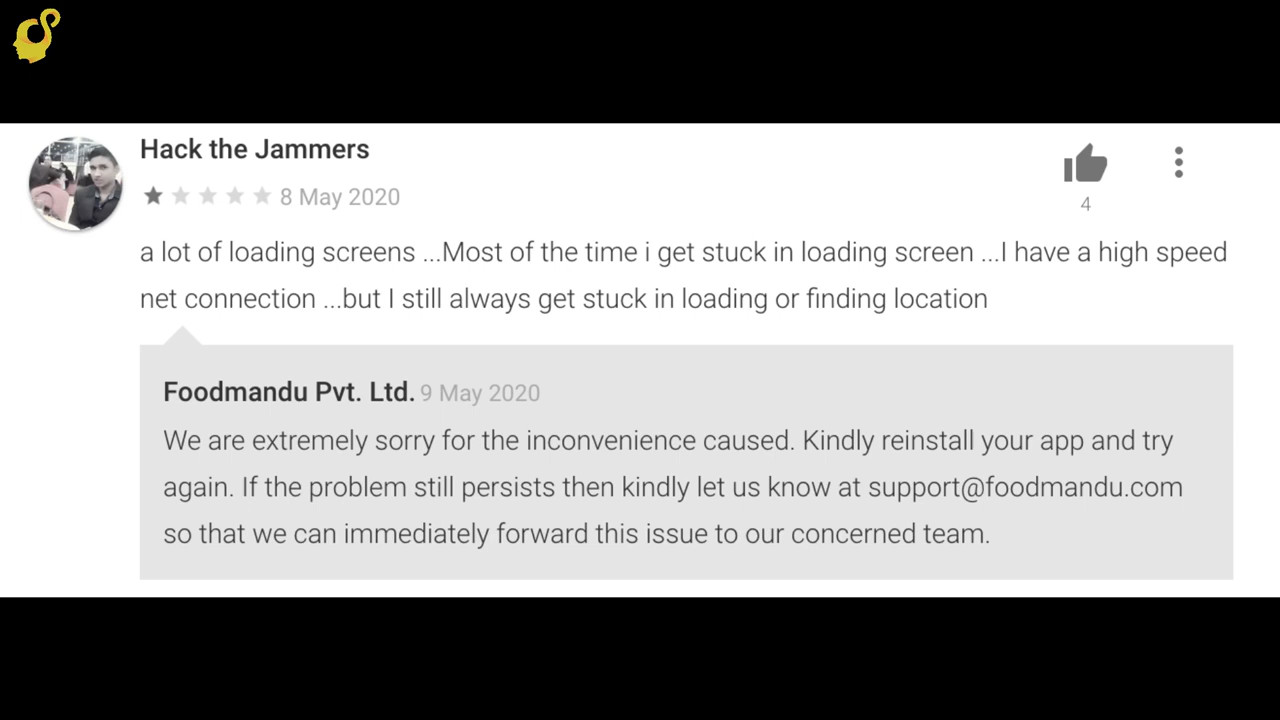 Hack the Jammers
8 May 2020
4
a lot of loading screens ...Most of the time i get stuck in loading screen ...I have a high speed
net connection ...but I still always get stuck in loading or finding location
Foodmandu Pvt. Ltd. 9 May 2020
We are extremely sorry for the inconvenience caused. Kindly reinstall your app and try
again. If the problem still persists then kindly let us know at support@foodmandu.com
so that we can immediately forward this issue to our concerned team.